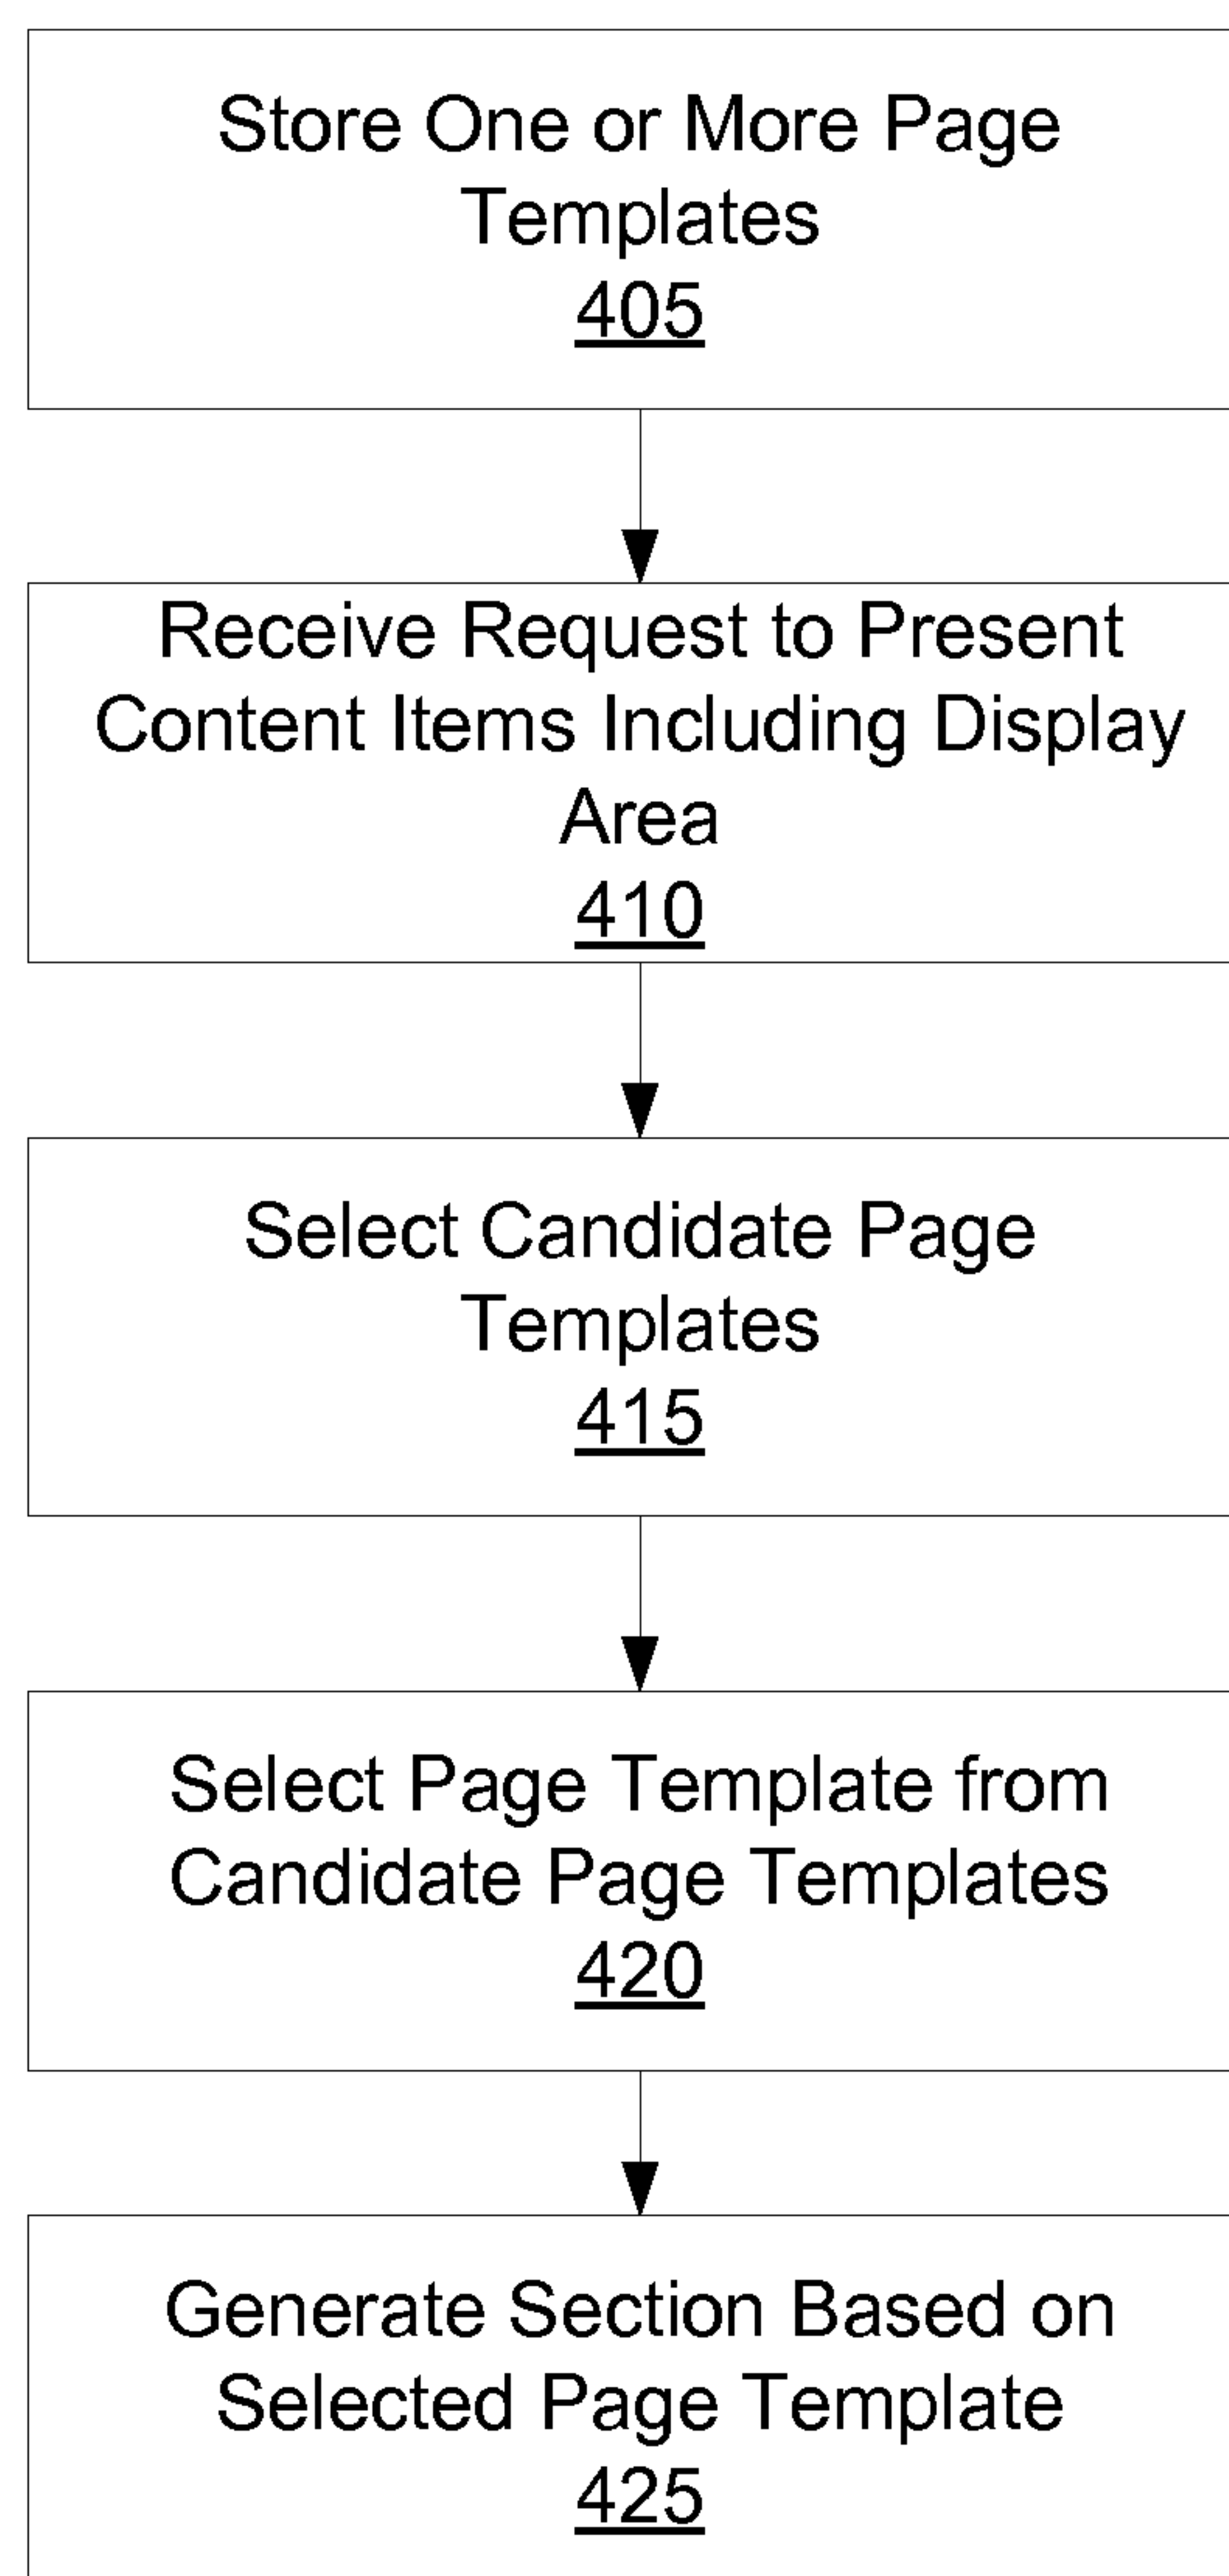 Store One or More Page
Templates
405
Receive Request to Present
Content Items Including Display
Area
410
Select Candidate Page
Templates
415
Select Page Template from
Candidate Page Templates
420
Generate Section Based on
Selected Page Template
425